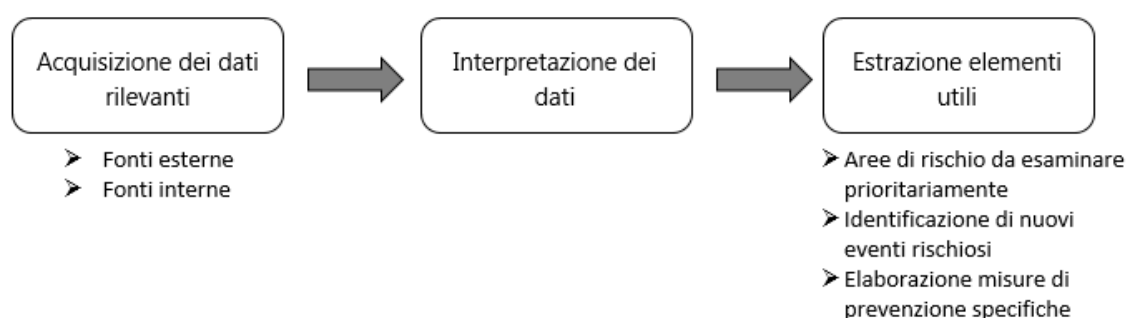 Acquisizione dei dati
rilevanti
Interpretazione dei
dati
Estrazione elementi
utili
➢ Fonti esterne
➢ Fonti interne
➢ Aree di rischio da esaminare
prioritariamente
➢ Identificazione di nuovi
eventi rischiosi
➢ Elaborazione misure di
prevenzione specifiche